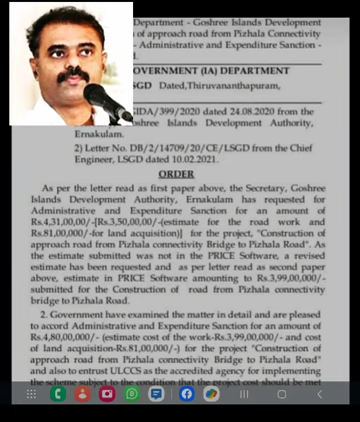 Department - Goshree Islands Development
of approach road from Pizhala Connectivity
- Administrative and Expenditure Sanction -
OVERNMENT (IA) DEPARTMENT
SGD Dated,Thiruvananthapuram,
IDA/399/2020 dated 24.08.2020 from the
shree Islands Development Authority,
Ernakulam.
2) Letter No. DB/2/14709/20/CE/LSGD from the Chief
Engineer, LSGD dated 10.02.2021.
ORDER
As per the letter read as first paper above, the Secretary, Goshree
Islands Development Authority, Ernakulam has requested for
Administrative and Expenditure Sanction for an amount of
Rs.4,31,00,00/-[Rs.3,50,00,00/-(estimate for the road work and
Rs.81,00,000/-for land acquisition)] for the project, "Construction of
approach road from Pizhala connectivity Bridge to Pizhala Road". As
the estimate submitted was not in the PRICE Software, a revised
estimate has been requested and as per letter read as second paper
above, estimate in PRICE Software amounting to Rs.3,99,00,000/-
submitted for the Construction of road from Pizhala connectivity
bridge to Pizhala Road.
2. Government have examined the matter in detail and are pleased
to accord Administrative and Expenditure Sanction for an amount of
Rs.4,80,00,000/- (estimate cost of the work-Rs.3,99,00,000/- and cost
of land acquisition-Rs.81,00,000/-) for the project "Construction of
approach road from Pizhala connectivity Bridge to Pizhala Road"
and also to entrust ULCCS as the accredited agency for implementing
the scheme subject to the condition that the project cost should be met